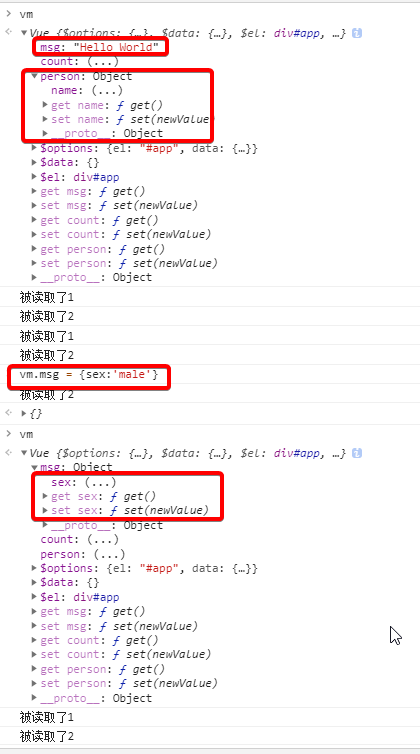 vm
Vue {$options: {…}, $data: {…}, $el: div#app, …}
msg: "Hello World"
count: (...)
person: Object
name: (...)
get name: ƒ get()
set name: ƒ set(newValue)
__proto__: Object
$options: {el: "#app", data: {…}}
$data: {}
$el: div#app
get msg: ƒ get()
set msg: ƒ set(newValue)
get count: ƒ get()
set count: ƒ set(newValue)
get person: ƒ get()
set person: ƒ set(newValue)
__proto__: Object
被读取了1
被读取了2
被读取了1
被读取了2
vm.msg = {sex:'male'}
被读取了2
{}
vm
Vue {$options: {…}, $data: {…}, $el: div#app, …}
msg: Object
sex: (...)
get sex: ƒ get()
set sex: ƒ set(newValue)
__proto__: Object
count: (...)
person: (...)
$options: {el: "#app", data: {…}}
$data: {}
$el: div#app
get msg: ƒ get()
set msg: ƒ set(newValue)
get count: ƒ get()
set count: ƒ set(newValue)
get person: ƒ get()
set person: ƒ set(newValue)
__proto__: Object
被读取了1
被读取了2